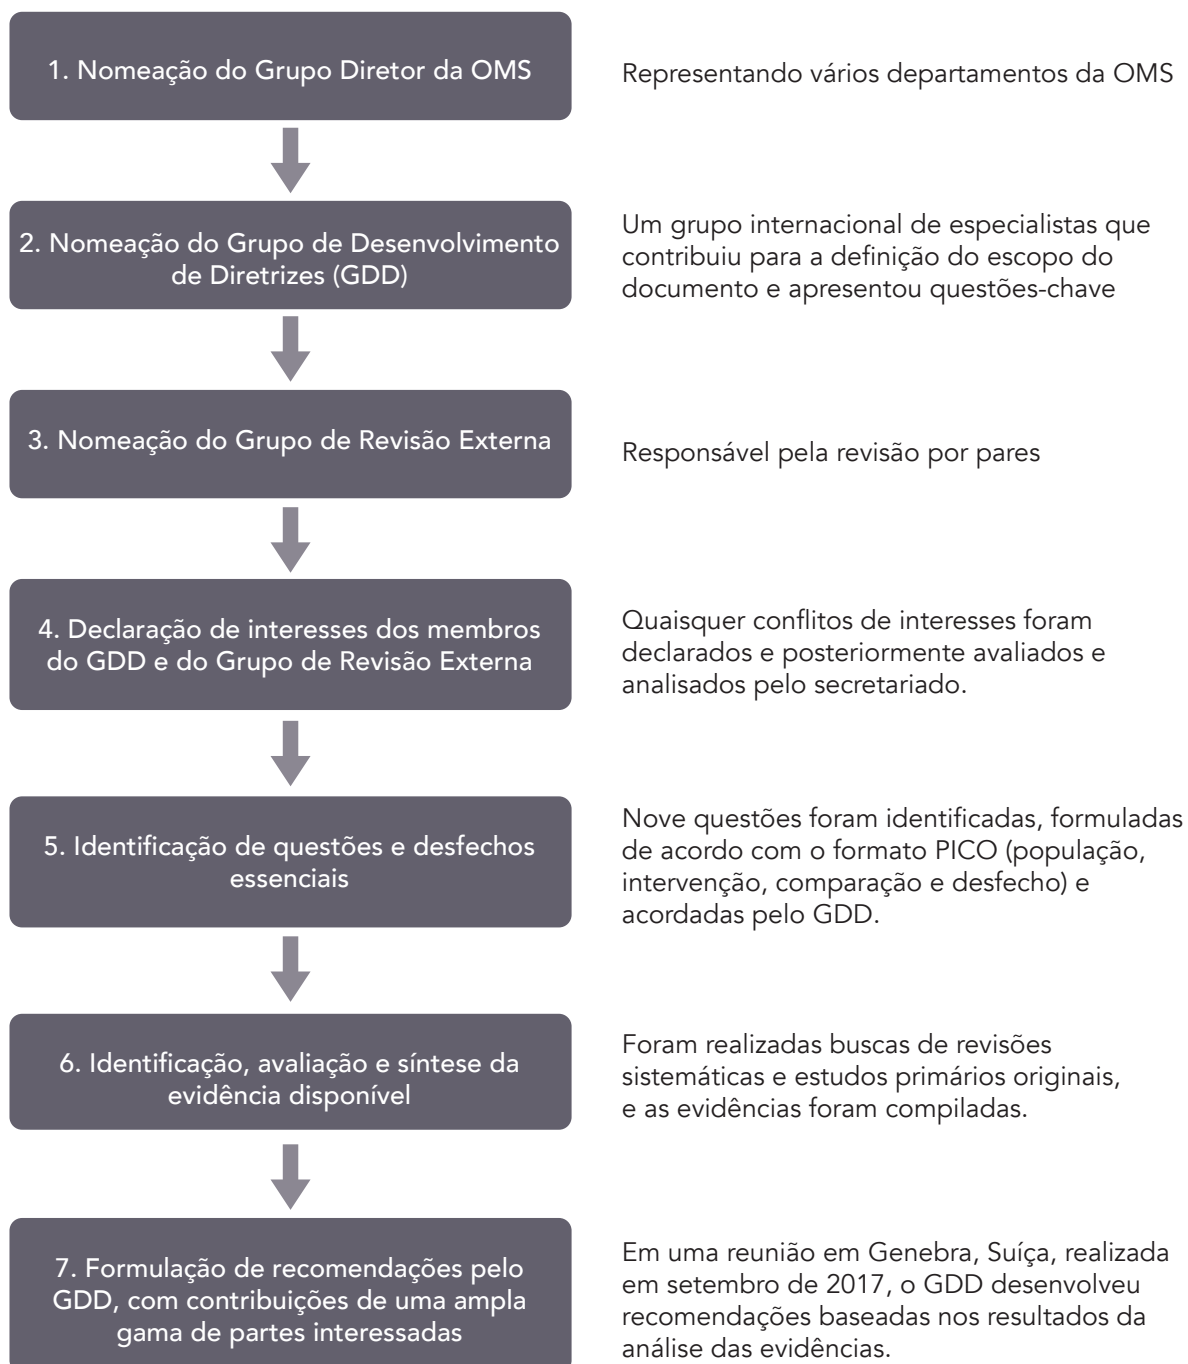 1. Nomeação do Grupo Diretor da OMS
Representando vários departamentos da OMS
2. Nomeação do Grupo de Desenvolvimento
de Diretrizes (GDD)
Um grupo internacional de especialistas que
contribuiu para a definição do escopo do
documento e apresentou questões-chave
3. Nomeação do Grupo de Revisão Externa
Responsável pela revisão por pares
4. Declaração de interesses dos membros
do GDD e do Grupo de Revisão Externa
Quaisquer conflitos de interesses foram
declarados e posteriormente avaliados e
analisados pelo secretariado.
5. Identificação de questões e desfechos
essenciais
Nove questões foram identificadas, formuladas
de acordo com o formato PICO (população,
intervenção, comparação e desfecho) e
acordadas pelo GDD.
6. Identificação, avaliação e síntese da
evidência disponível
Foram realizadas buscas de revisões
sistemáticas e estudos primários originais,
e as evidências foram compiladas.
7. Formulação de recomendações pelo
GDD, com contribuições de uma ampla
gama de partes interessadas
Em uma reunião em Genebra, Suíça, realizada
em setembro de 2017, o GDD desenvolveu
recomendações baseadas nos resultados da
análise das evidências.